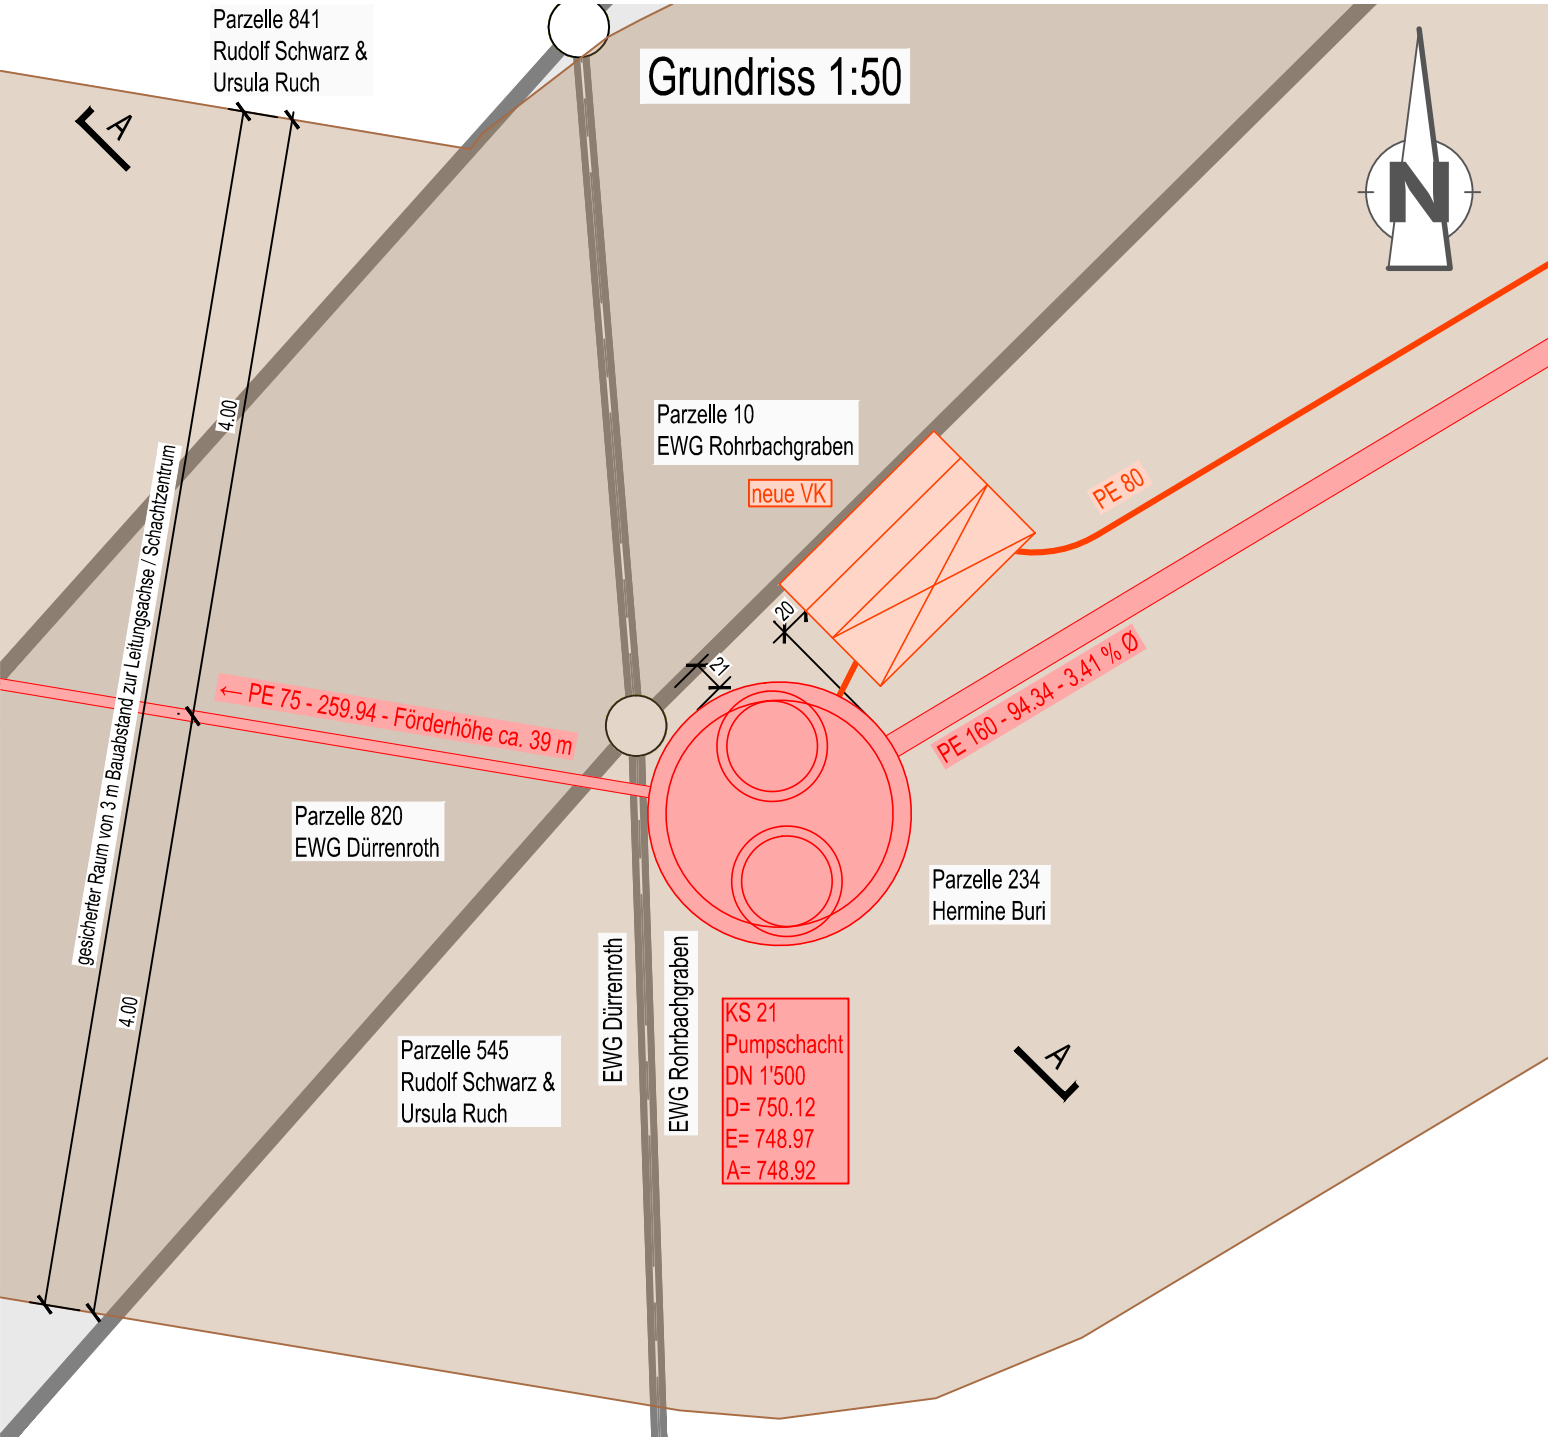 Parzelle 841
Rudolf Schwarz &
Ursula Ruch
Grundriss 1:50
A
N
4.00
Parzelle 10
EWG Rohrbachgraben
neue VK
PE 80
gesicherter Raum von 3 m Bauabstand zur Leitungsachse / Schachtzentrum
20
21
← PE 75 - 259.94 - Förderhöhe ca. 39 m
PE 160 - 94.34 - 3.41 % Ø
Parzelle 820
EWG Dürrenroth
Parzelle 234
Hermine Buri
4.00
EWG Dürrenroth
EWG Rohrbachgraben
KS 21
Pumpschacht
DN 1'500
D= 750.12
E= 748.97
A= 748.92
A
Parzelle 545
Rudolf Schwarz &
Ursula Ruch